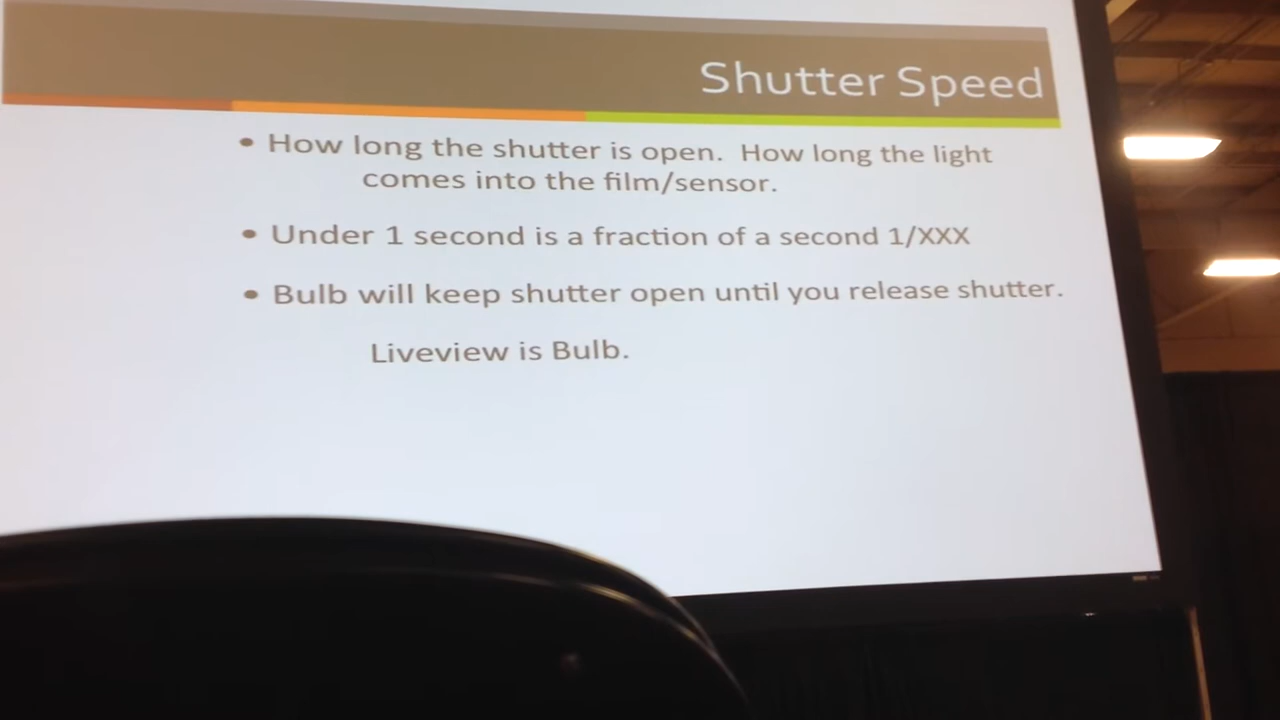 Shutter Speed
• How long the shutter is open. How long the light
comes into the film/sensor.
• Under 1 second is a fraction of a second 1/XXX
• Bulb will keep shutter open until you release shutter.
Liveview is Bulb.